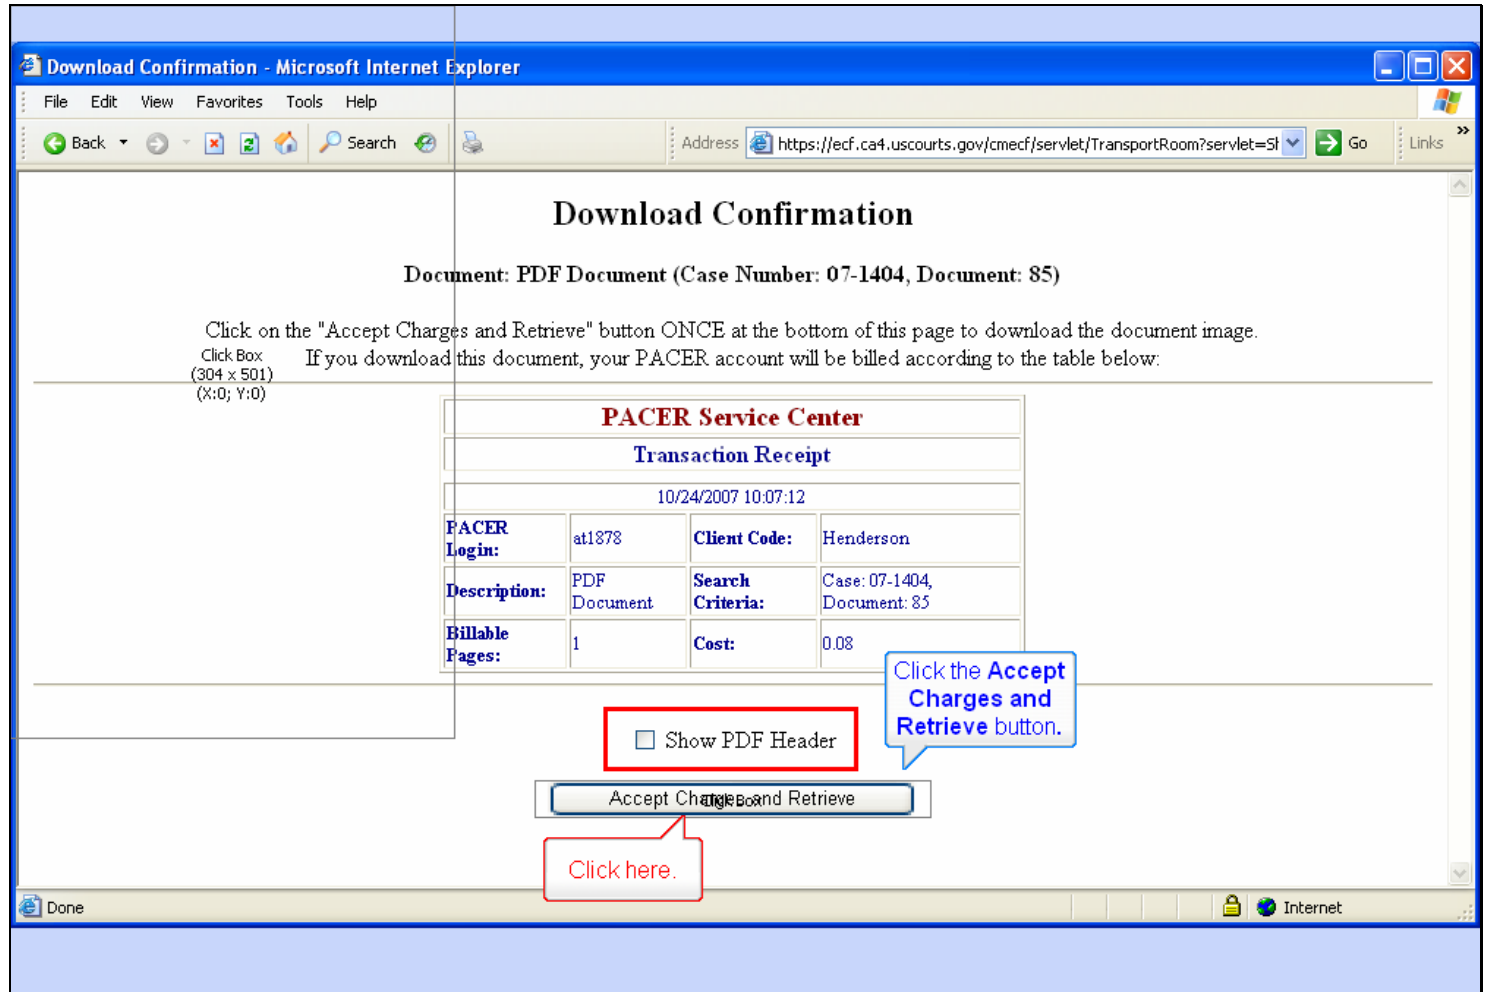 Download Confirmation - Microsoft Internet Explorer
File Edit View Favorites Tools Help
Back Search Address https://ecf.ca4.uscourts.gov/cmecf/servlet/TransportRoom?servlet=Sh Go Links »
Download Confirmation
Document: PDF Document (Case Number: 07-1404, Document: 85)
Click on the "Accept Charges and Retrieve" button ONCE at the bottom of this page to download the document image.
If you download this document, your PACER account will be billed according to the table below:
Click Box
(304 x 501)
(X:0; Y:0)
PACER Service Center
Transaction Receipt
10/24/2007 10:07:12
PACER Login: at1878 Client Code: Henderson
Description: PDF Document Search Criteria: Case: 07-1404, Document: 85
Billable Pages: 1 Cost: 0.08
Click the Accept
Charges and
Retrieve button.
Show PDF Header
Accept Charges and Retrieve
Click Box
Click here.
Done Internet